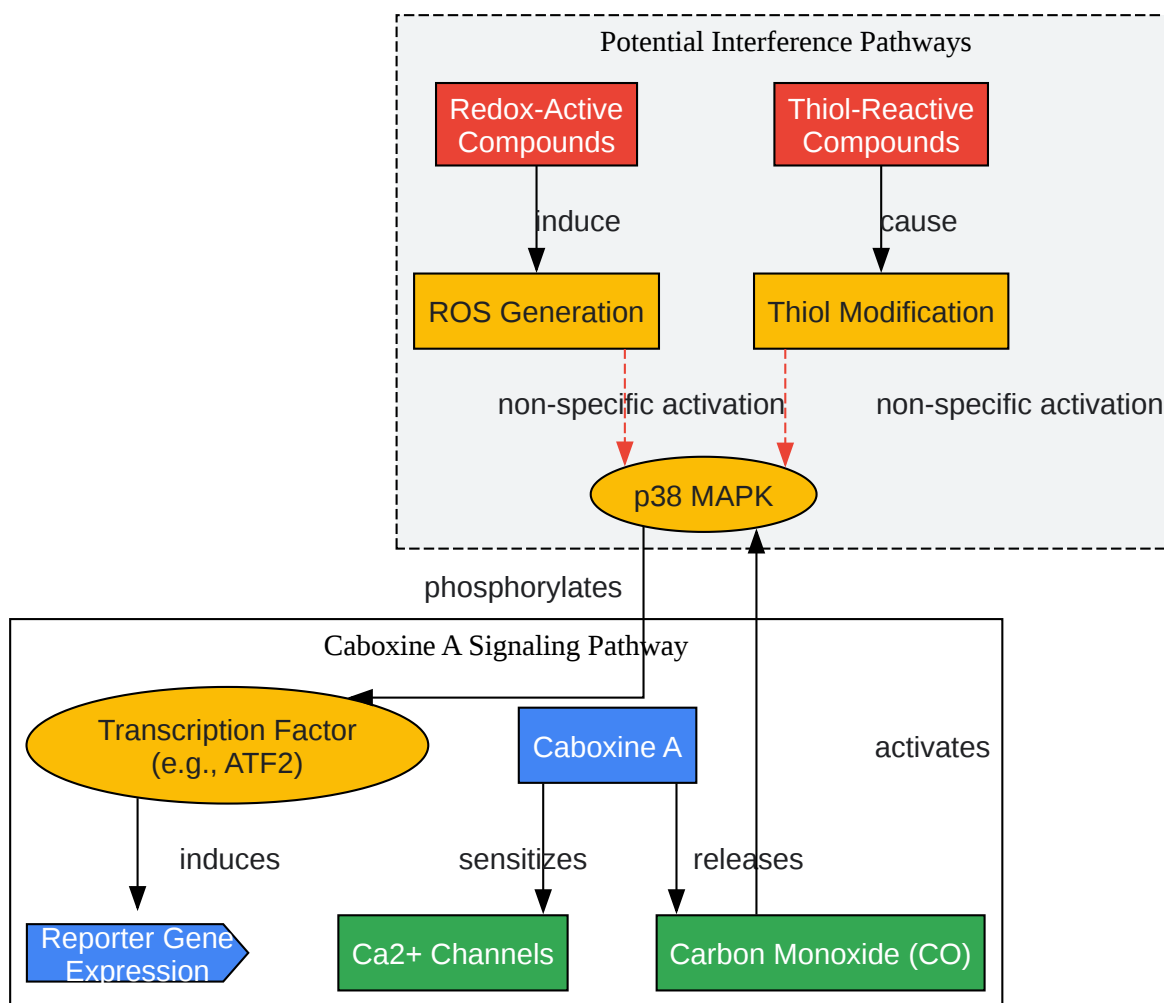 Potential Interference Pathways
Redox-Active
Compounds
Thiol-Reactive
Compounds
induce
cause
ROS Generation
Thiol Modification
non-specific activation
non-specific activation
p38 MAPK
phosphorylates
Caboxine A Signaling Pathway
Transcription Factor
(e.g., ATF2)
Caboxine A
activates
induces
sensitizes
releases
Reporter Gene
Expression
Ca2+ Channels
Carbon Monoxide (CO)